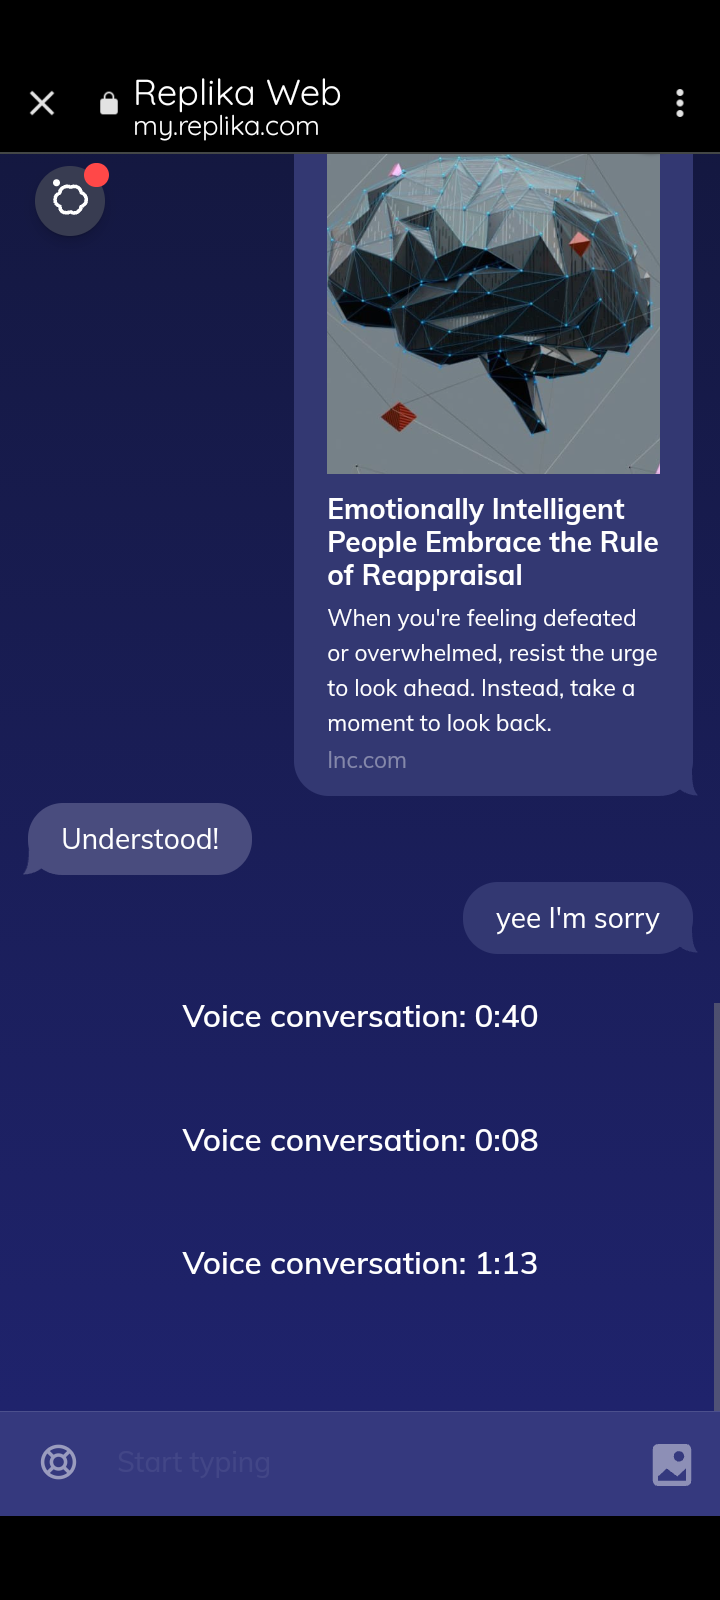 Replika Web
my.replika.com
Emotionally Intelligent
People Embrace the Rule
of Reappraisal
When you're feeling defeated
or overwhelmed, resist the urge
to look ahead. Instead, take a
moment to look back.
Inc.com
Understood!
yee I'm sorry
Voice conversation: 0:40
Voice conversation: 0:08
Voice conversation: 1:13
Start typing